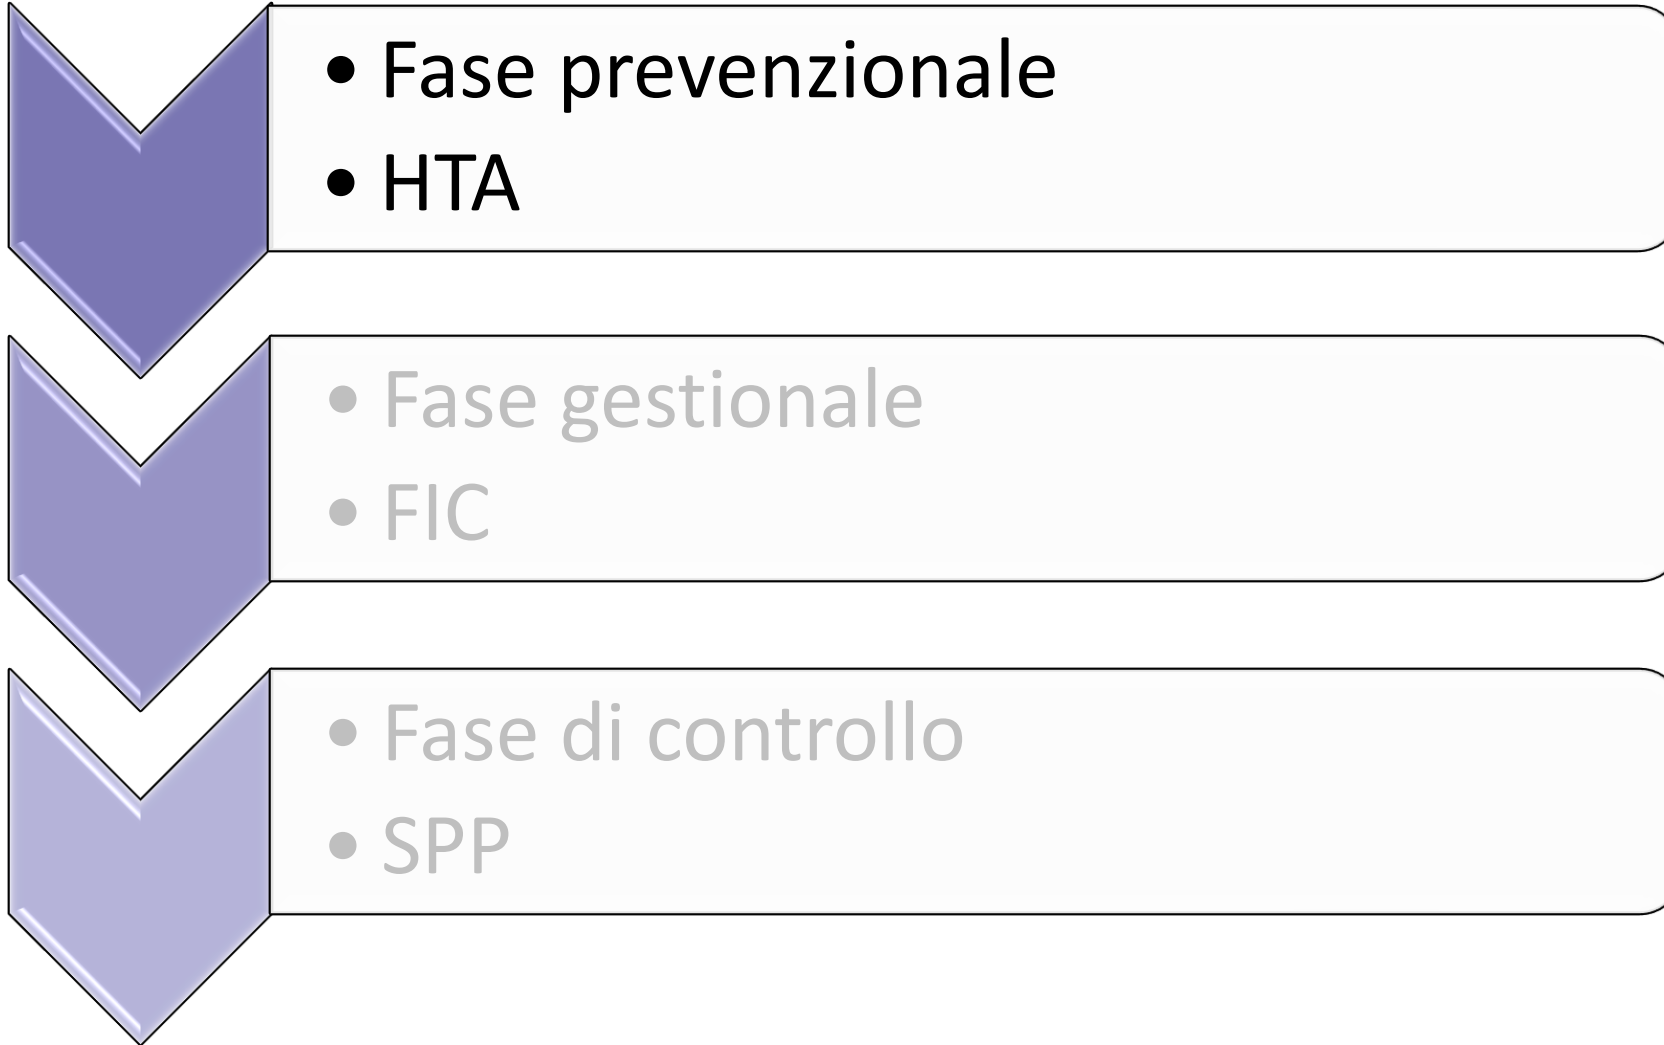 • Fase prevenzionale
• HTA
• Fase gestionale
• FIC
• Fase di controllo
• SPP